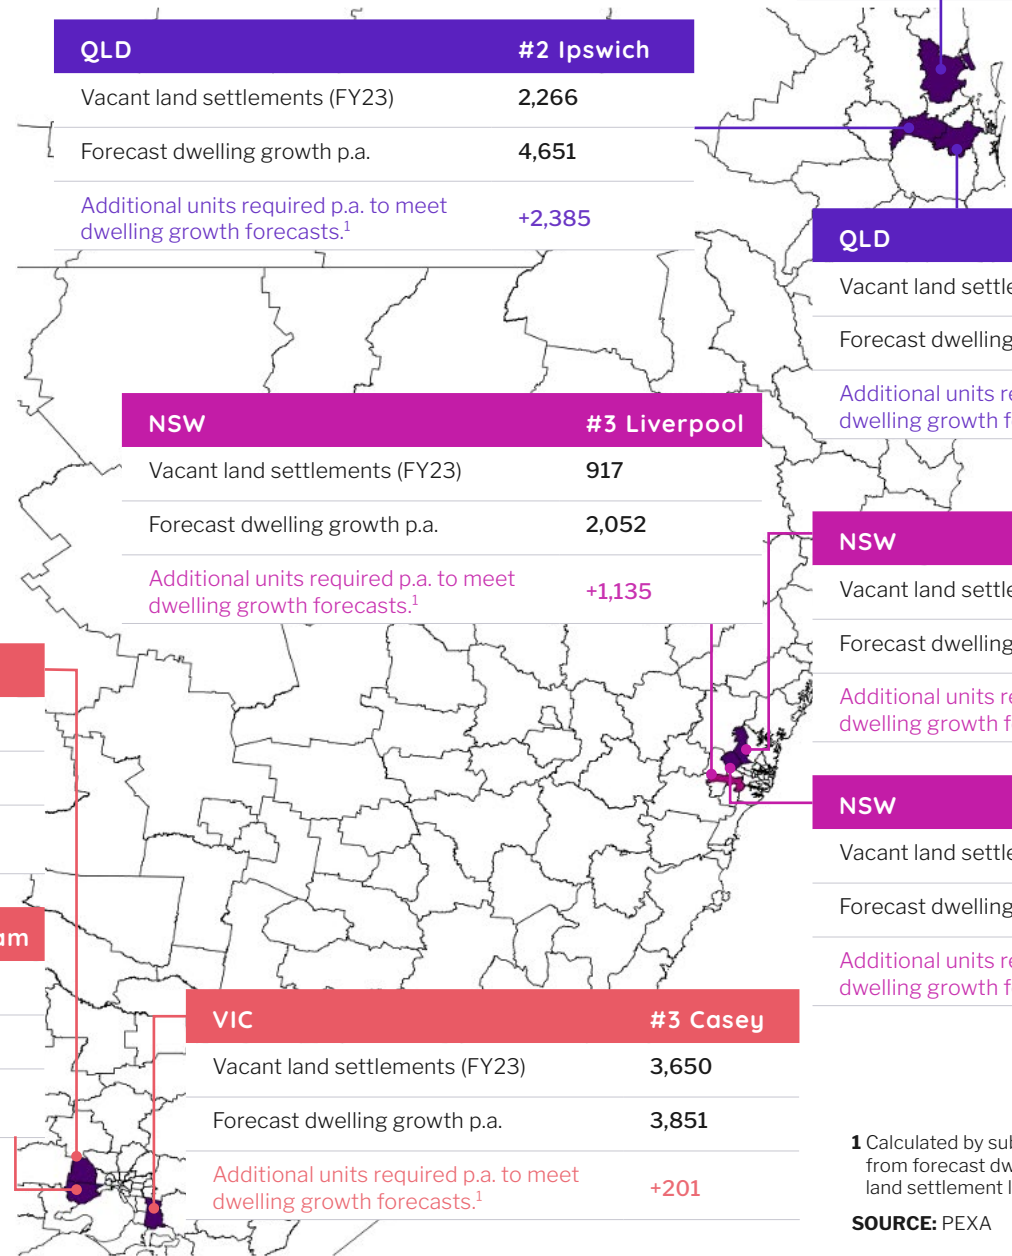 QLD #2 Ipswich
Vacant land settlements (FY23) 2,266
Forecast dwelling growth p.a. 4,651
Additional units required p.a. to meet
dwelling growth forecasts.1 +2,385
QLD
Vacant land settle
Forecast dwelling
Additional units re
dwelling growth f
NSW #3 Liverpool
Vacant land settlements (FY23) 917
Forecast dwelling growth p.a. 2,052
Additional units required p.a. to meet
dwelling growth forecasts.1 +1,135
NSW
Vacant land settle
Forecast dwelling
Additional units re
dwelling growth f
NSW
Vacant land settle
Forecast dwelling
Additional units re
dwelling growth f
am
VIC #3 Casey
Vacant land settlements (FY23) 3,650
Forecast dwelling growth p.a. 3,851
Additional units required p.a. to meet
dwelling growth forecasts.1 +201
1 Calculated by sub
from forecast dw
land settlement l
SOURCE: PEXA